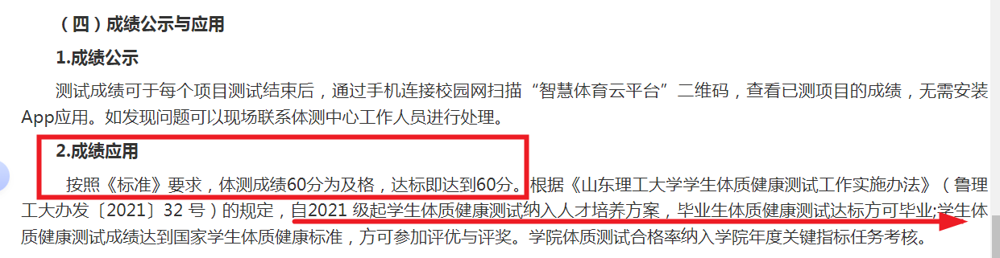 （四）成绩公示与应用
1.成绩公示
测试成绩可于每个项目测试结束后，通过手机连接校园网扫描“智慧体育云平台”二维码，查看已测项目的成绩，无需安装
App应用。如发现问题可以现场联系体测中心工作人员进行处理。
2.成绩应用
按照《标准》要求，体测成绩60分为及格，达标即达到60分。根据《山东理工大学学生体质健康测试工作实施办法》（鲁理
工大办发〔2021〕32 号）的规定，自2021 级起学生体质健康测试纳入人才培养方案，毕业生体质健康测试达标方可毕业;学生体
质健康测试成绩达到国家学生体质健康标准，方可参加评优与评奖。学院体质测试合格率纳入学院年度关键指标任务考核。